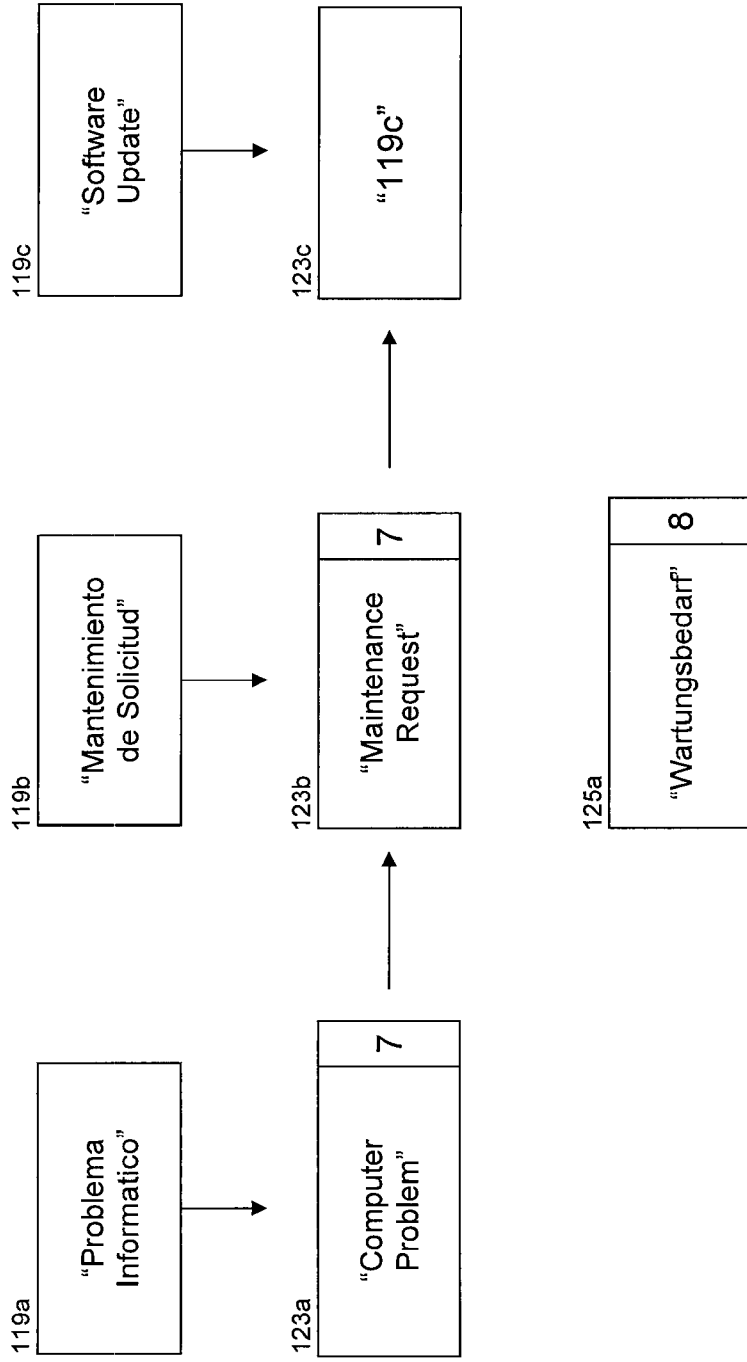 119a
“Problema
Informatico”
119b
“Mantenimiento
de Solicitud”
119c
“Software
Update”
123a
“Computer
Problem”
7
123b
“Maintenance
Request”
7
123c
“119c”
125a
“Wartungsbedarf”
8